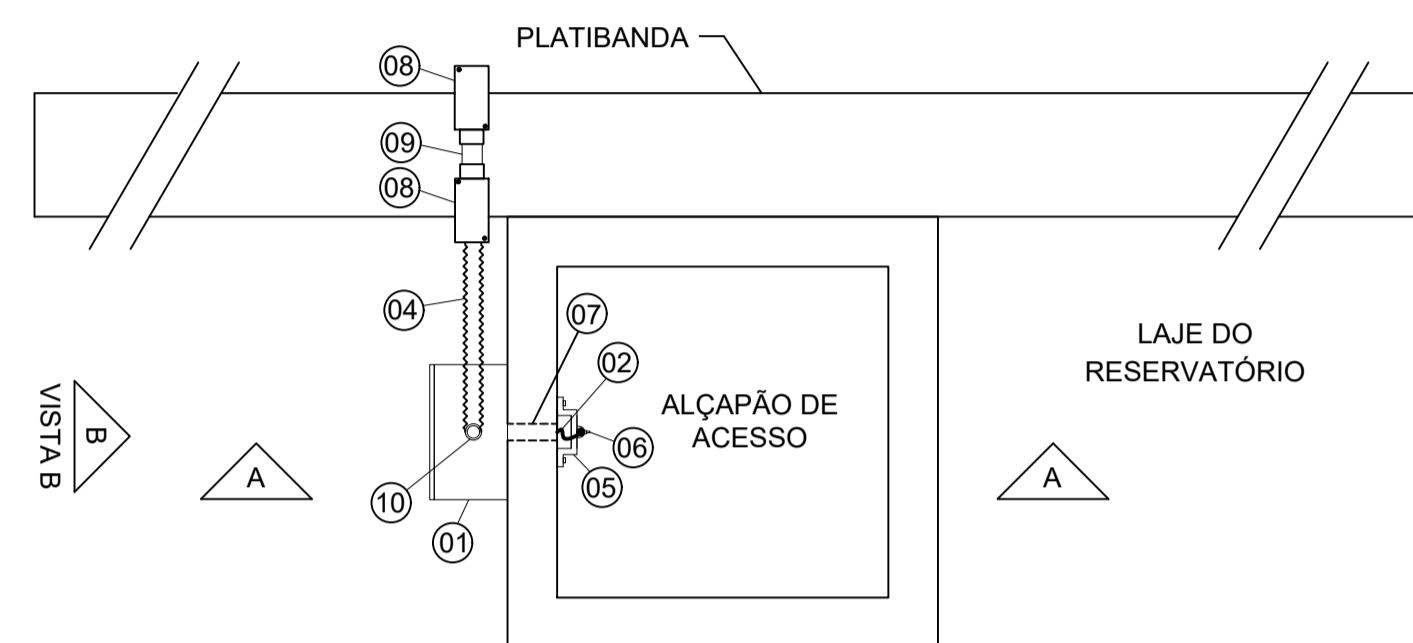 PLATIBANDA
08
09
08
04
07
02
LAJE DO
RESERVATÓRIO
ALÇAPÃO DE
ACESSO
VISTA B
B
A
06
05
A
10
01